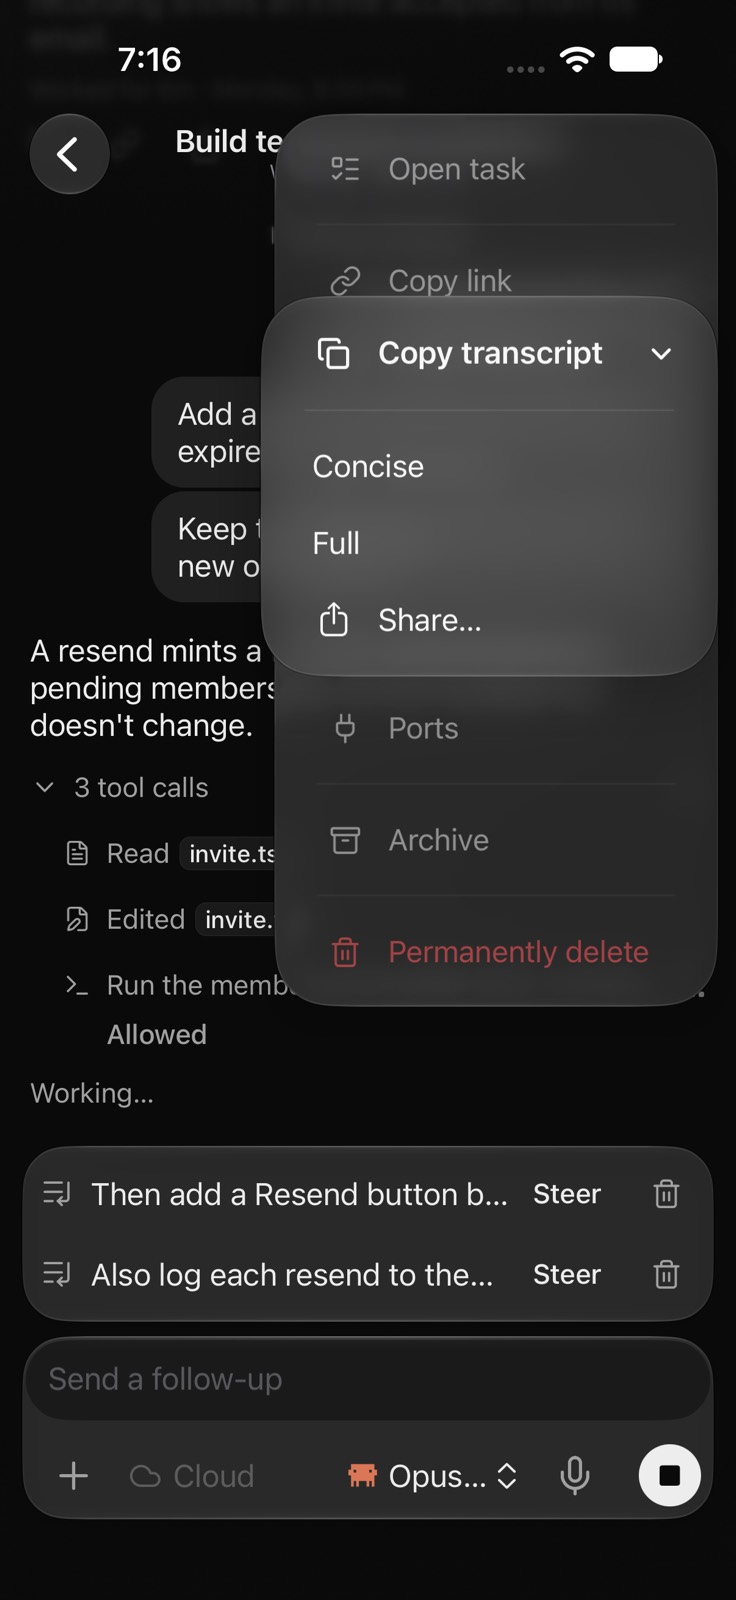 email.
7:16
Build te
Open task
Copy link
Copy transcript
Add a
expire
Concise
Keep t
new o
Full
Share...
A resend mints a
pending members
doesn't change.
Ports
3 tool calls
Read invite.ts
Archive
Edited invite.
Permanently delete
Run the memb
Allowed
Working...
Then add a Resend button b... Steer
Also log each resend to the... Steer
Send a follow-up
Cloud Opus...